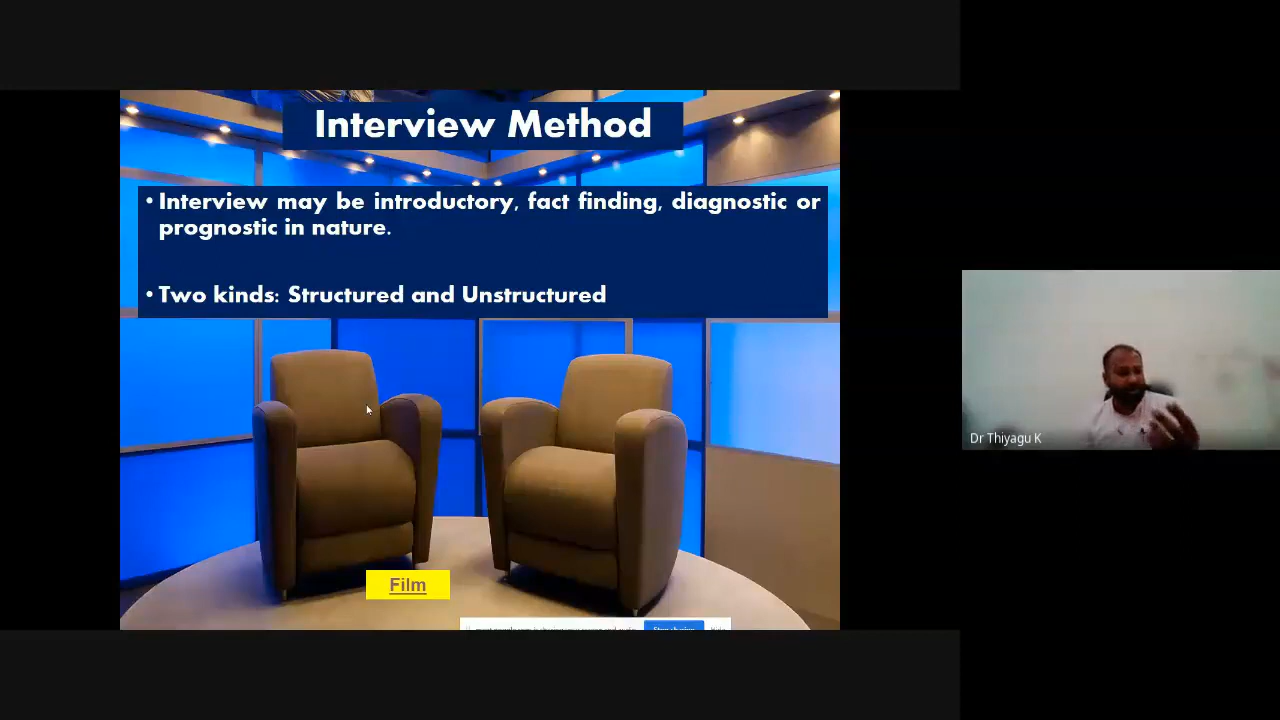 Interview Method
• Interview may be introductory, fact finding, diagnostic or
prognostic in nature.
• Two kinds: Structured and Unstructured
Dr Thiyagu K
Film